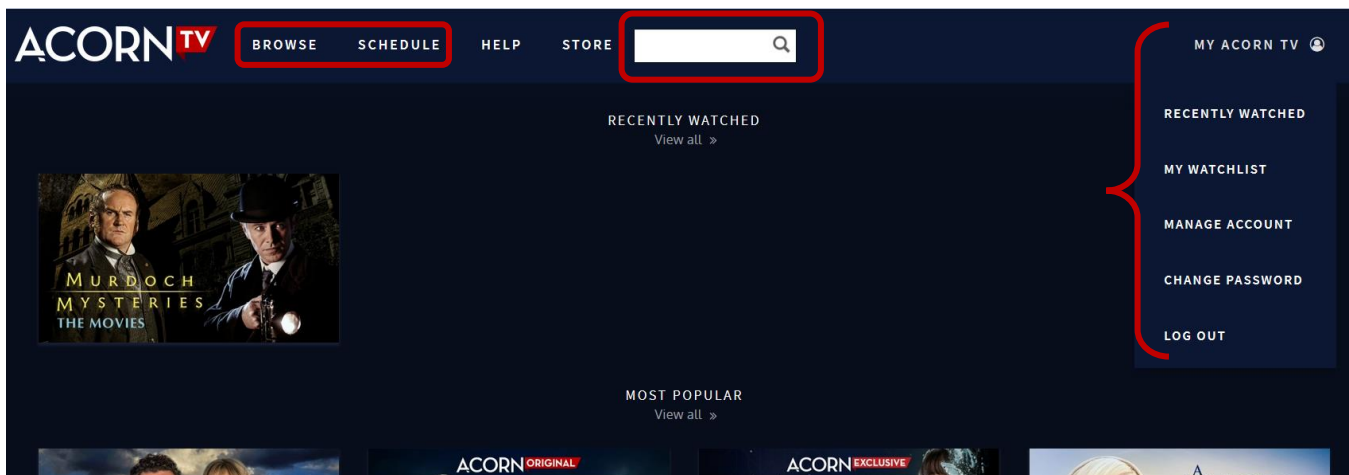 ACORN TV BROWSE SCHEDULE HELP STORE MY ACORN TV
RECENTLY WATCHED
MY WATCHLIST
MANAGE ACCOUNT
CHANGE PASSWORD
LOG OUT
RECENTLY WATCHED
View all »
MURDOCH
MYSTERIES
THE MOVIES
MOST POPULAR
View all »
ACORN ORIGINAL
ACORN EXCLUSIVE
A